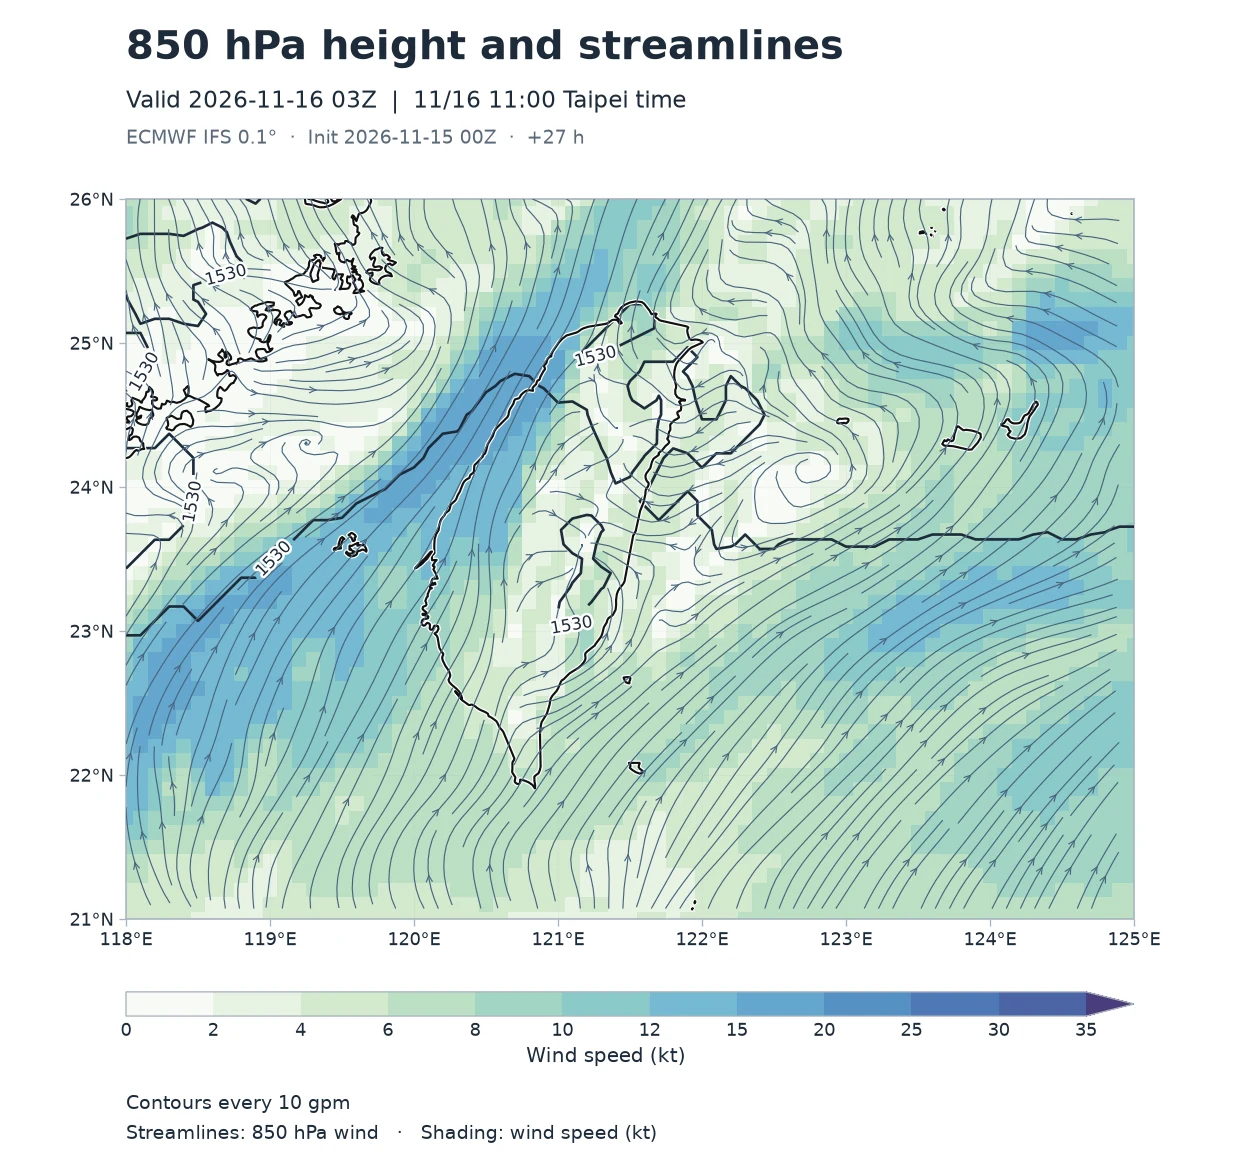 850 hPa height and streamlines
Valid 2026-11-16 03Z | 11/16 11:00 Taipei time
ECMWF IFS 0.1° · Init 2026-11-15 00Z · +27 h
26°N
1530
25°N
1530
1530
24°N
1530
1530
23°N
1530
22°N
21°N
118°E 119°E 120°E 121°E 122°E 123°E 124°E 125°E
0 2 4 6 8 10 12 15 20 25 30 35
Wind speed (kt)
Contours every 10 gpm
Streamlines: 850 hPa wind · Shading: wind speed (kt)